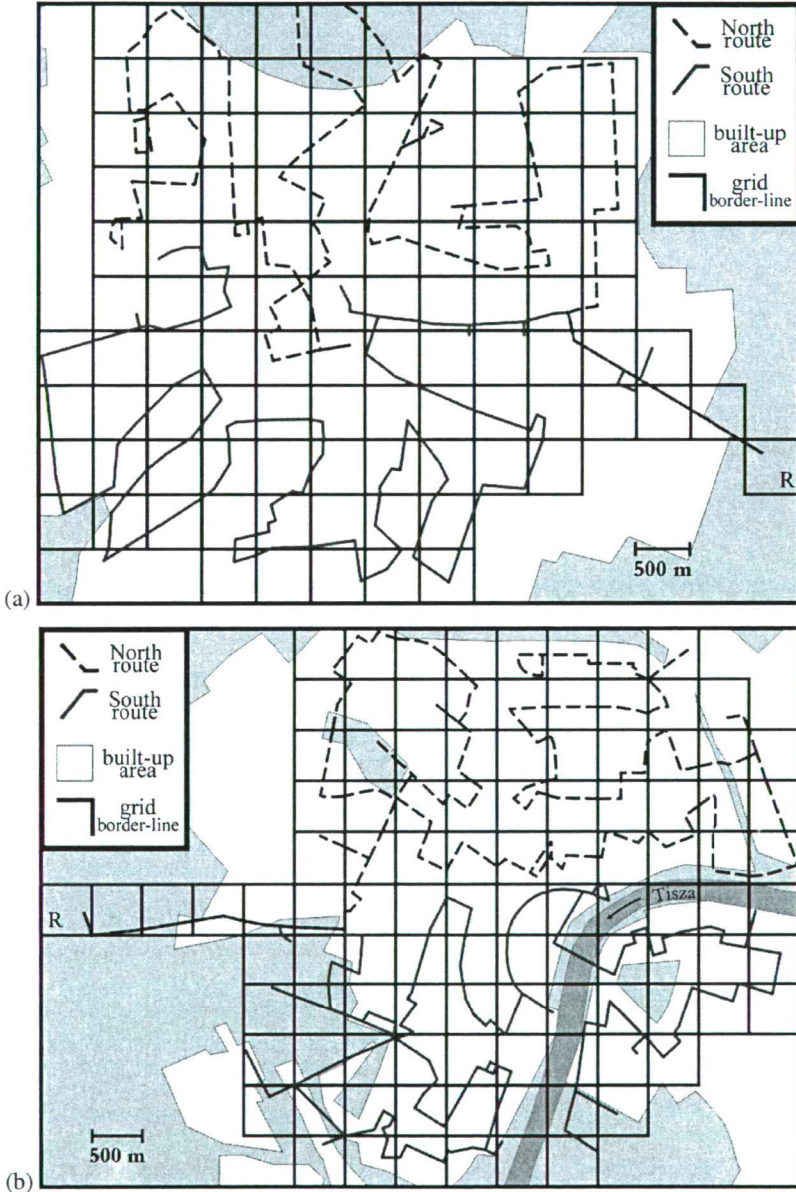 North
route
South
route
built-up
area
grid
border-line
R
500 m
(a)
North
route
South
route
built-up
area
grid
border-line
Tisza
R
500 m
(b)